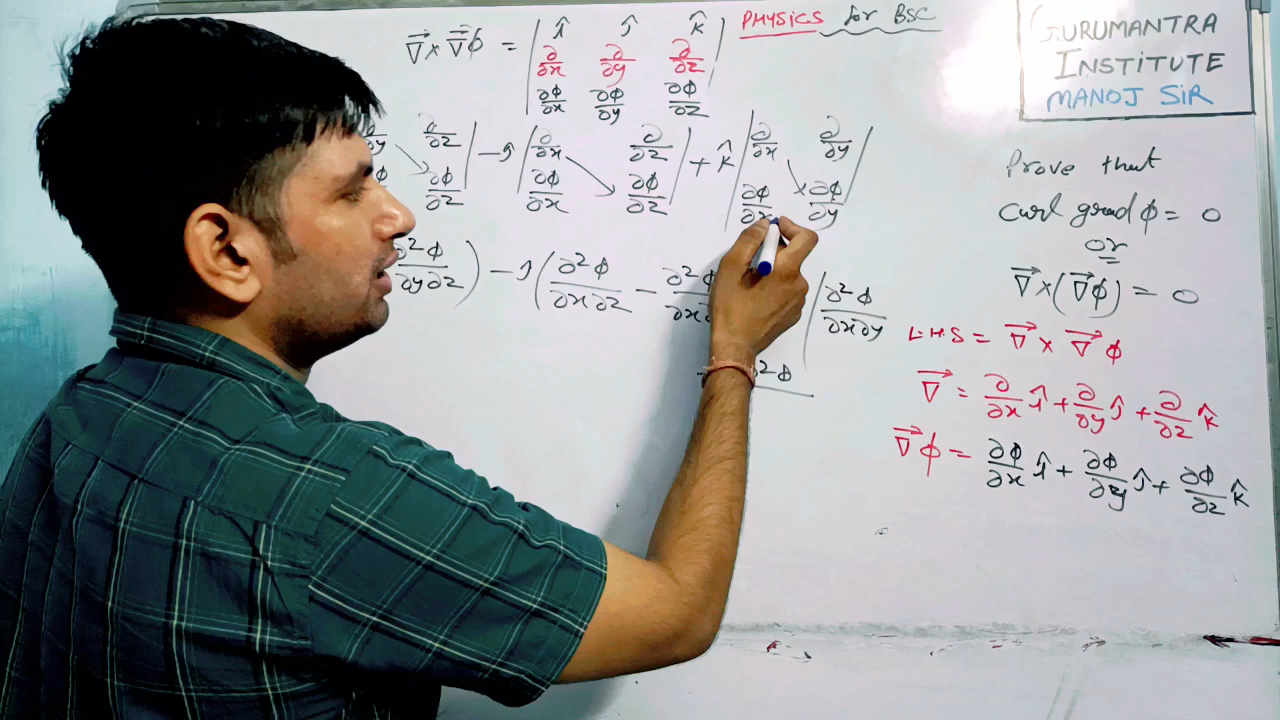 PHYSICS for BSC
GURUMANTRA
INSTITUTE
MANOJ SIR
∇⃗ × ∇⃗ϕ = | î ĵ k̂ |
| ∂/∂x ∂/∂y ∂/∂z |
| ∂ϕ/∂x ∂ϕ/∂y ∂ϕ/∂z |
∂/∂y ∂/∂z | − ĵ | ∂/∂x ∂/∂z | + k̂ | ∂/∂x ∂/∂y |
∂ϕ/∂z | | ∂ϕ/∂x ∂ϕ/∂z | | ∂ϕ/∂x ∂ϕ/∂y |
∂²ϕ/∂y∂z ) − ĵ ( ∂²ϕ/∂x∂z − ∂²ϕ/∂x ( ∂²ϕ/∂x∂y
²ϕ
Prove that
curl grad ϕ = 0
or
∇⃗ × (∇⃗ϕ) = 0
L.H.S = ∇⃗ × ∇⃗ϕ
∇⃗ = ∂/∂x î + ∂/∂y ĵ + ∂/∂z k̂
∇⃗ϕ = ∂ϕ/∂x î + ∂ϕ/∂y ĵ + ∂ϕ/∂z k̂